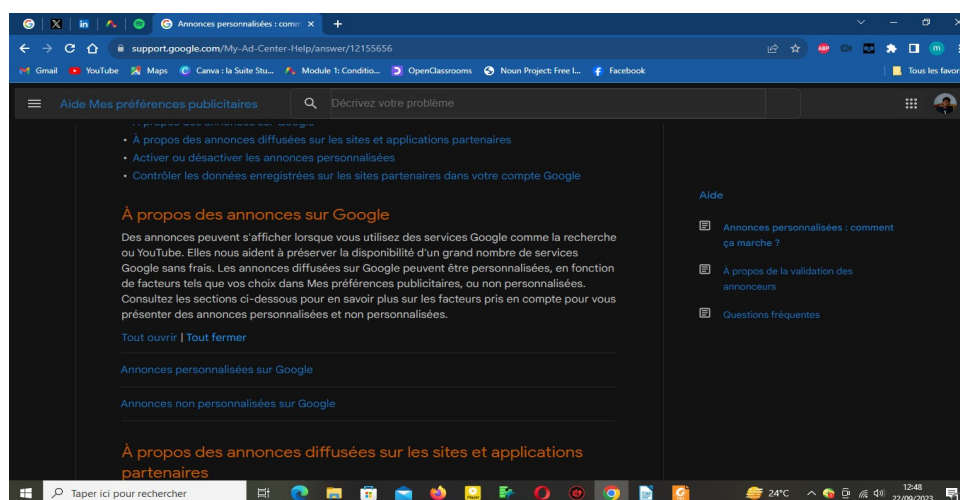 Annonces personnalisées : comm
support.google.com/My-Ad-Center-Help/answer/12155656
Gmail YouTube Maps Canva : la Suite Stu... Module 1: Conditio... OpenClassrooms Noun Project: Free I... Facebook Tous les favor
Aide Mes préférences publicitaires Décrivez votre problème
À propos des annonces sur Google
À propos des annonces diffusées sur les sites et applications partenaires
Activer ou désactiver les annonces personnalisées
Contrôler les données enregistrées sur les sites partenaires dans votre compte Google
À propos des annonces sur Google
Des annonces peuvent s'afficher lorsque vous utilisez des services Google comme la recherche
ou YouTube. Elles nous aident à préserver la disponibilité d'un grand nombre de services
Google sans frais. Les annonces diffusées sur Google peuvent être personnalisées, en fonction
de facteurs tels que vos choix dans Mes préférences publicitaires, ou non personnalisées.
Consultez les sections ci-dessous pour en savoir plus sur les facteurs pris en compte pour vous
présenter des annonces personnalisées et non personnalisées.
Tout ouvrir | Tout fermer
Annonces personnalisées sur Google
Annonces non personnalisées sur Google
À propos des annonces diffusées sur les sites et applications
partenaires
Aide
Annonces personnalisées : comment
ça marche ?
À propos de la validation des
annonceurs
Questions fréquentes
Taper ici pour rechercher
24°C
12:48
22/09/2023